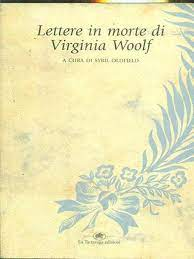 Lettere in morte di
Virginia Woolf
A CURA DI SYBIL OLDFIELD
La Tartaruga edizioni